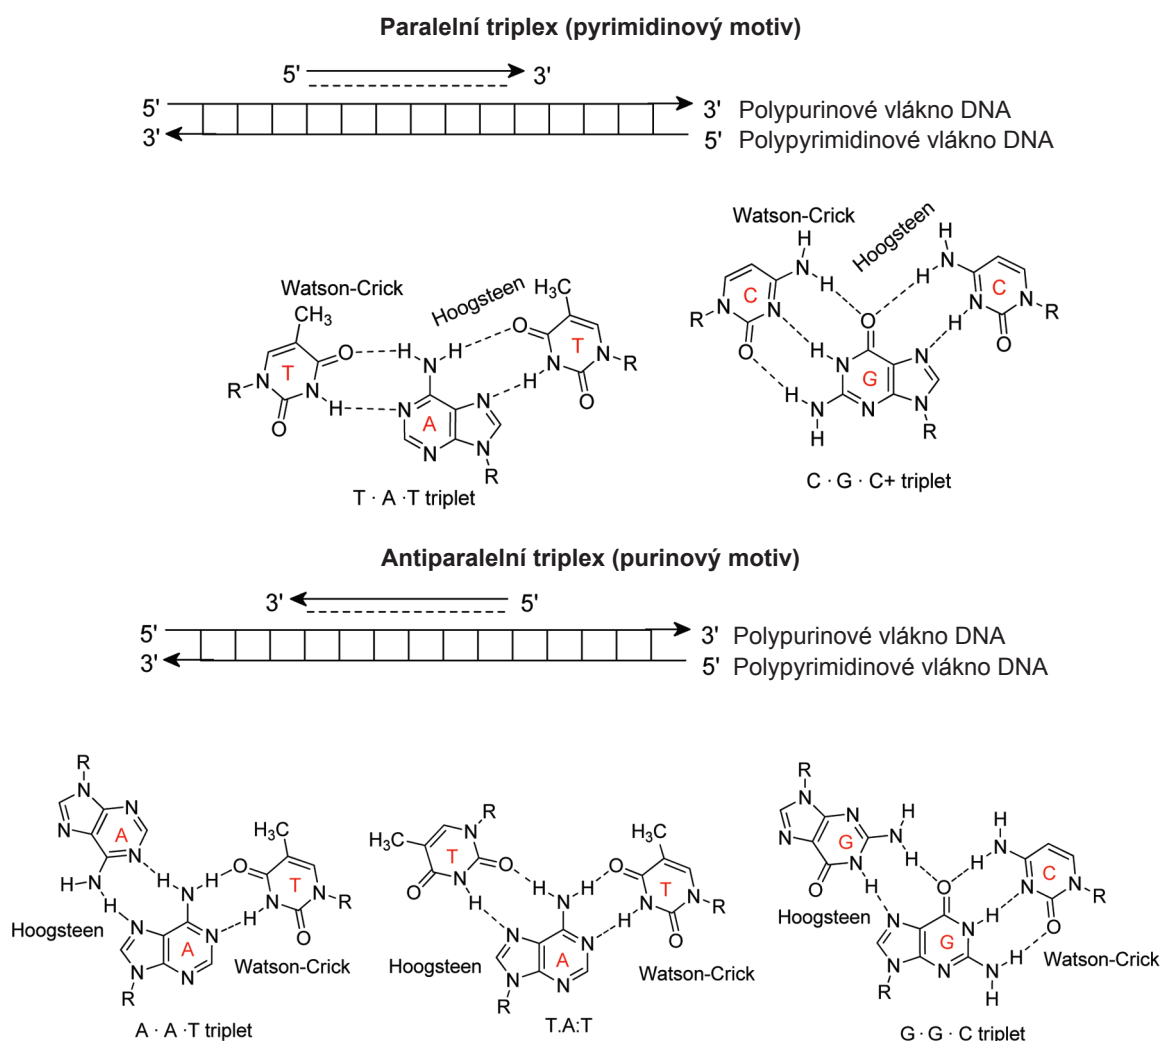 Paralelní triplex (pyrimidinový motiv)
5' 3'
5' 3' Polypurinové vlákno DNA
3' 5' Polypyrimidinové vlákno DNA
Watson-Crick
Hoogsteen
H
N
H
H
N
C
N
N
R
O
O
H
N
C
N
R
O
H
N
G
N
N
N
R
H
N
H
C · G · C+ triplet
Watson-Crick
Hoogsteen
CH3
O
T
N
R
N
H
O
H
H
N
N
A
N
N
N
R
H3C
O
T
N
R
N
H
O
T · A ·T triplet
Antiparalelní triplex (purinový motiv)
3' 5'
5' 3' Polypurinové vlákno DNA
3' 5' Polypyrimidinové vlákno DNA
R
N
N
A
N
N
H
N
H
H
N
H
H3C
O
T
N
R
N
H
O
N
A
N
N
N
R
Hoogsteen
Watson-Crick
A · A ·T triplet
R
N
H3C
T
O
O
N
H
H
N
H
H3C
O
T
N
R
N
H
O
N
A
N
N
N
R
Hoogsteen
Watson-Crick
T.A:T
R
N
N
H
N
G
N
H
N
O
H
H
H
N
O
C
N
N
R
O
N
N
H
G
N
N
R
N
H
H
Hoogsteen
Watson-Crick
G · G · C triplet